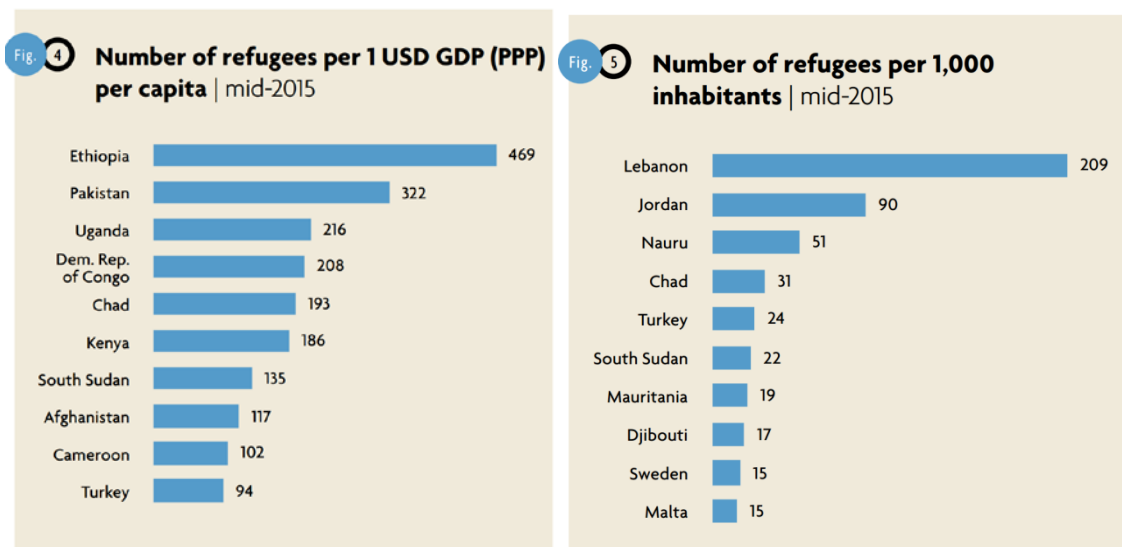 Fig. 4 Number of refugees per 1 USD GDP (PPP)
per capita | mid-2015
Ethiopia 469
Pakistan 322
Uganda 216
Dem. Rep.
of Congo 208
Chad 193
Kenya 186
South Sudan 135
Afghanistan 117
Cameroon 102
Turkey 94
Fig. 5 Number of refugees per 1,000
inhabitants | mid-2015
Lebanon 209
Jordan 90
Nauru 51
Chad 31
Turkey 24
South Sudan 22
Mauritania 19
Djibouti 17
Sweden 15
Malta 15